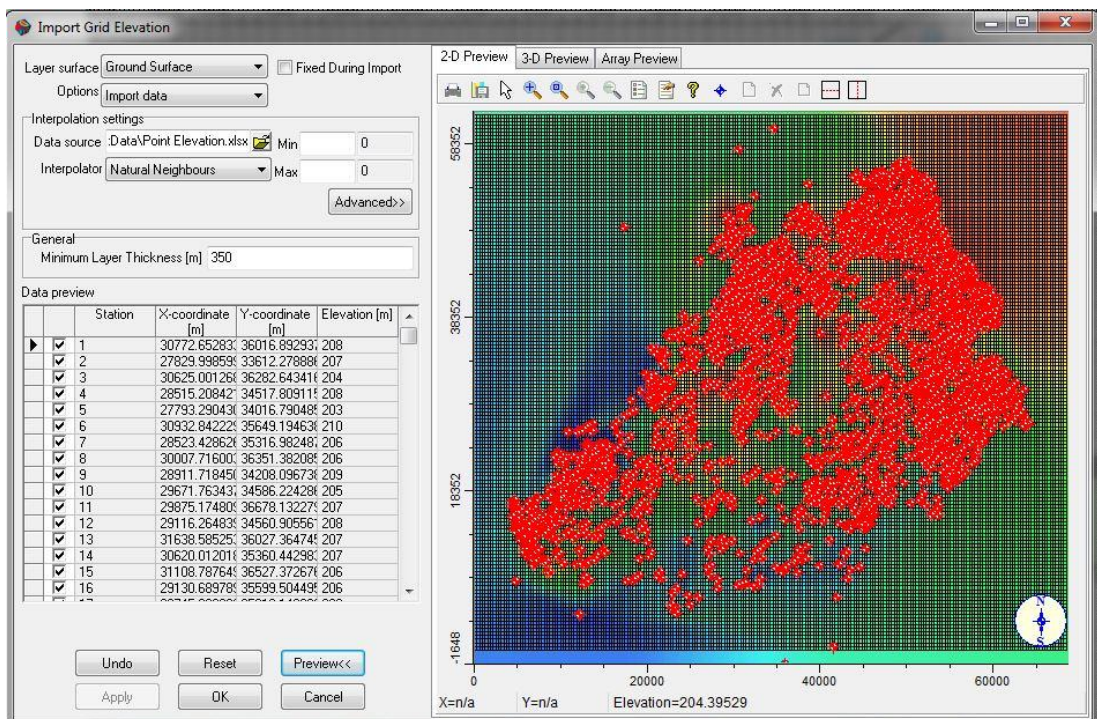 Import Grid Elevation
Layer surface Ground Surface Fixed During Import
Options Import data
Interpolation settings
Data source :Data\Point Elevation.xlsx Min 0
Interpolator Natural Neighbours Max 0
Advanced>>
General
Minimum Layer Thickness [m] 350
Data preview
Station X-coordinate [m] Y-coordinate [m] Elevation [m]
1 30772.65283 36016.89293 208
2 27829.99859 33612.27888 207
3 30625.00126 36282.64341 204
4 28515.20842 34517.80911 208
5 27793.29043 34016.79048 203
6 30932.84222 35649.19463 210
7 28523.42862 35316.98248 206
8 30007.71600 36351.38208 206
9 28911.71845 34208.09673 209
10 29671.76343 34586.22428 205
11 29875.17480 36678.13227 207
12 29116.26483 34560.90556 208
13 31638.58525 36027.36474 207
14 30620.01201 35360.44298 207
15 31108.78764 36527.37267 206
16 29130.68978 35599.50449 206
Undo Reset Preview<<
Apply OK Cancel
2-D Preview 3-D Preview Array Preview
58352
38352
18352
-1648
0 20000 40000 60000
N
S
X=n/a Y=n/a Elevation=204.39529